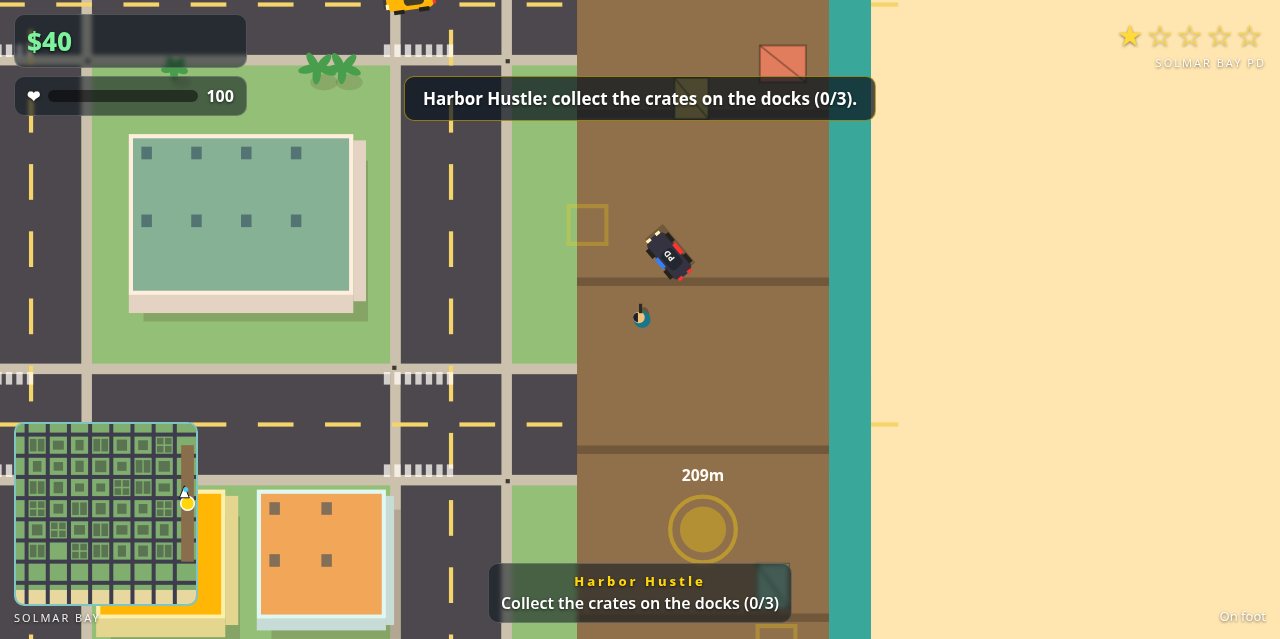 $40
SOLMAR BAY PD
100
Harbor Hustle: collect the crates on the docks (0/3).
PD
209m
Harbor Hustle
Collect the crates on the docks (0/3)
SOLMAR BAY
On foot